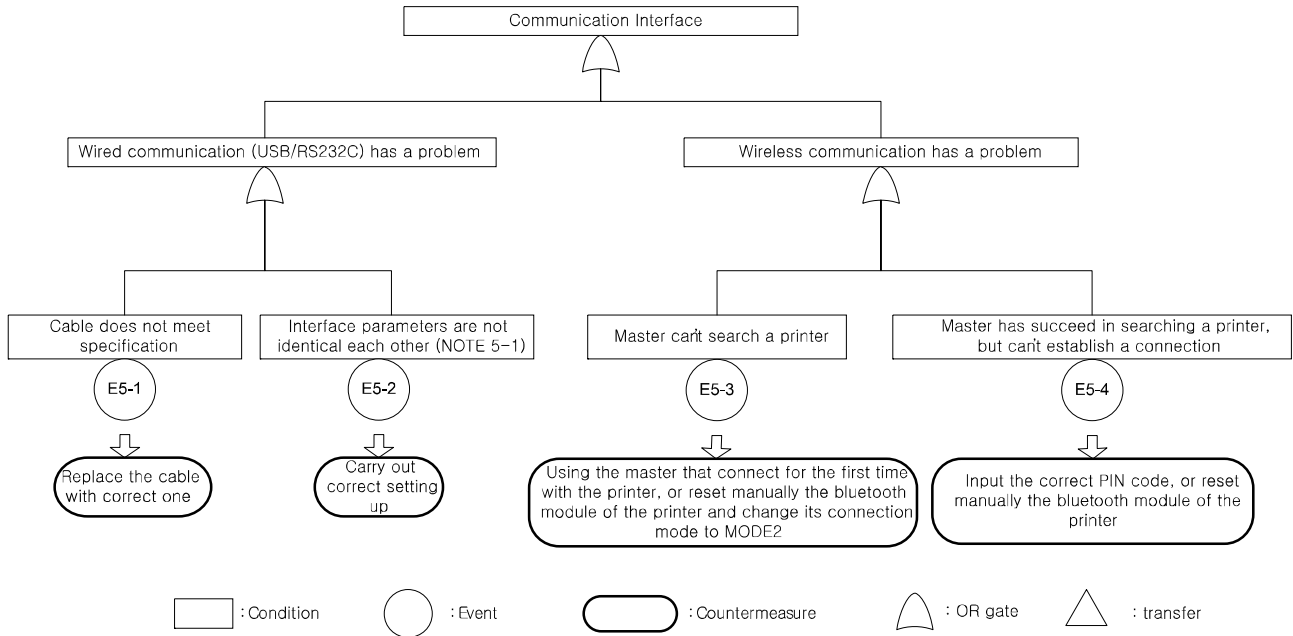 Communication Interface
Wired communication (USB/RS232C) has a problem
Wireless communication has a problem
Cable does not meet
specification
Interface parameters are not
identical each other (NOTE 5-1)
Master can't search a printer
Master has succeed in searching a printer,
but can't establish a connection
E5-1
E5-2
E5-3
E5-4
Replace the cable
with correct one
Carry out
correct setting
up
Using the master that connect for the first time
with the printer, or reset manually the bluetooth
module of the printer and change its connection
mode to MODE2
Input the correct PIN code, or reset
manually the bluetooth module of the
printer
: Condition
: Event
: Countermeasure
: OR gate
: transfer